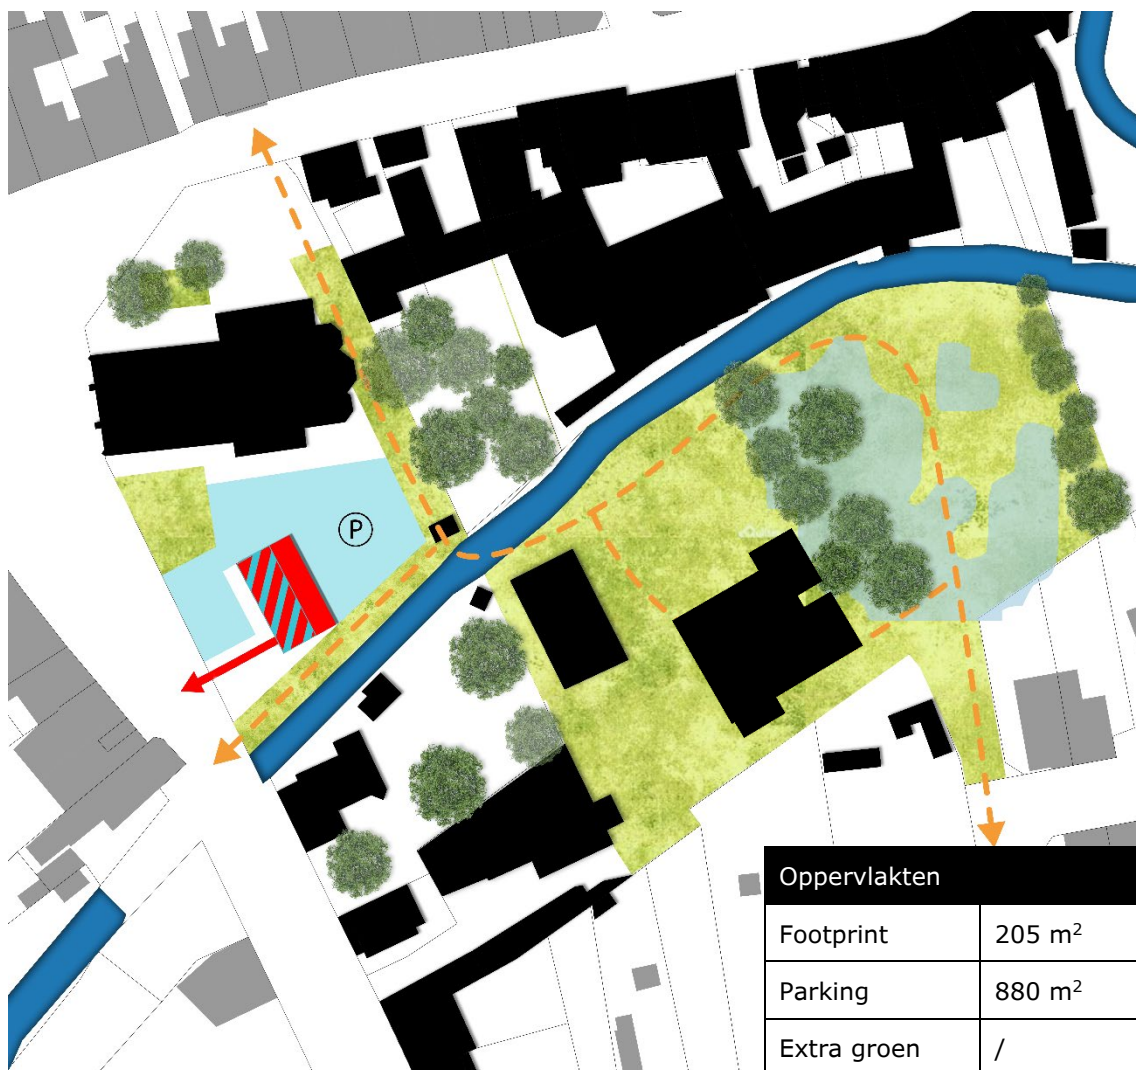 P
Oppervlakten
Footprint 205 m²
Parking 880 m²
Extra groen /